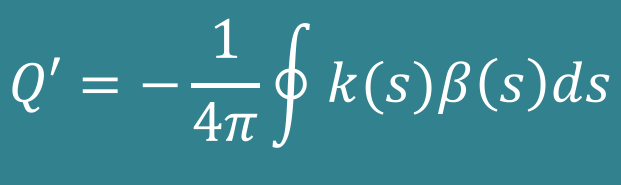 Q′ = − 1/4π ∮ k(s)β(s)ds